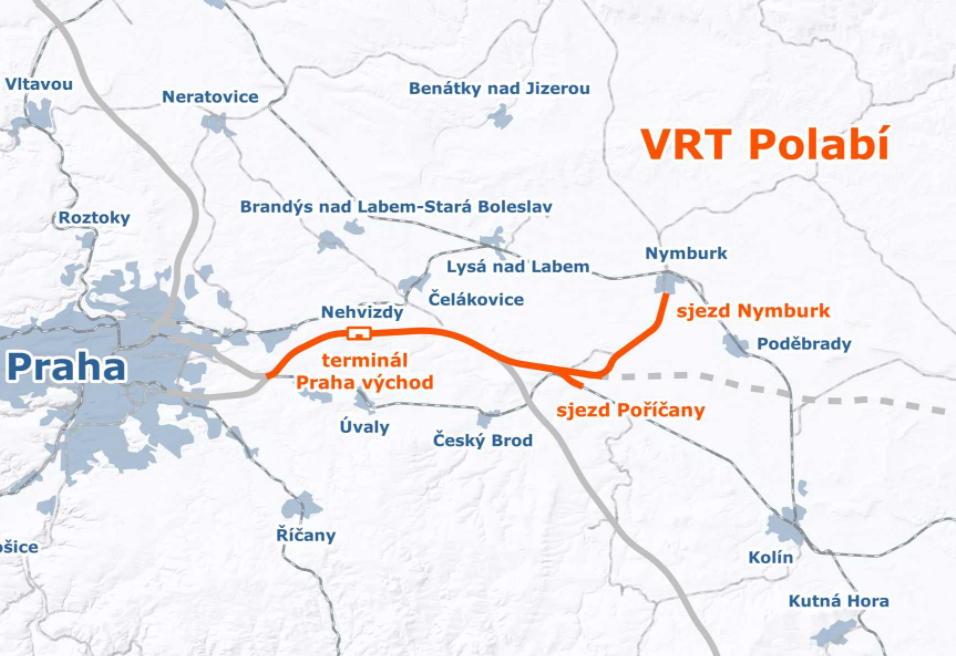 Vltavou
Neratovice
Benátky nad Jizerou
VRT Polabí
Roztoky
Brandýs nad Labem-Stará Boleslav
Nymburk
Lysá nad Labem
Čelákovice
Nehvizdy
sjezd Nymburk
Poděbrady
Praha
terminál
Praha východ
sjezd Poříčany
Úvaly
Český Brod
Říčany
ošice
Kolín
Kutná Hora